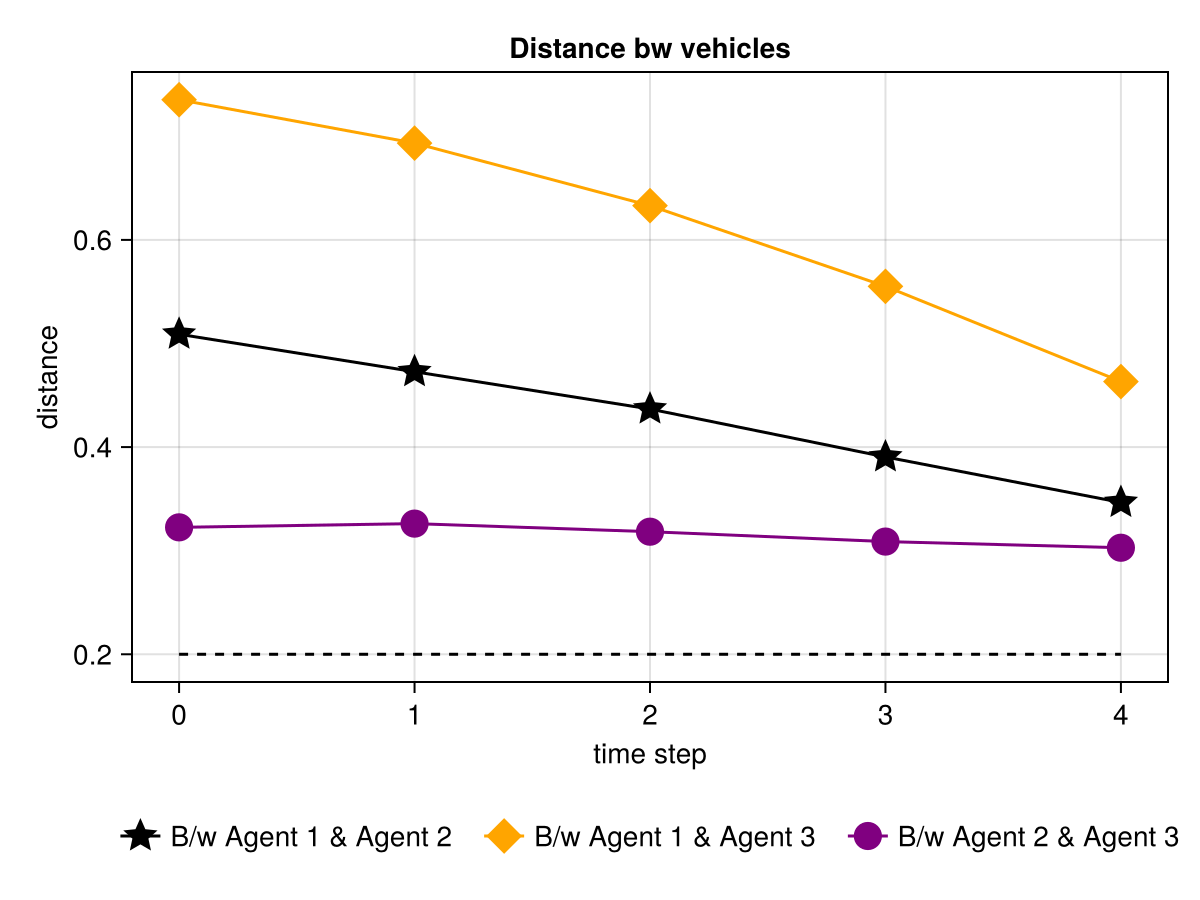 Distance bw vehicles
distance
0.6
0.4
0.2
0 1 2 3 4
time step
B/w Agent 1 & Agent 2 B/w Agent 1 & Agent 3 B/w Agent 2 & Agent 3